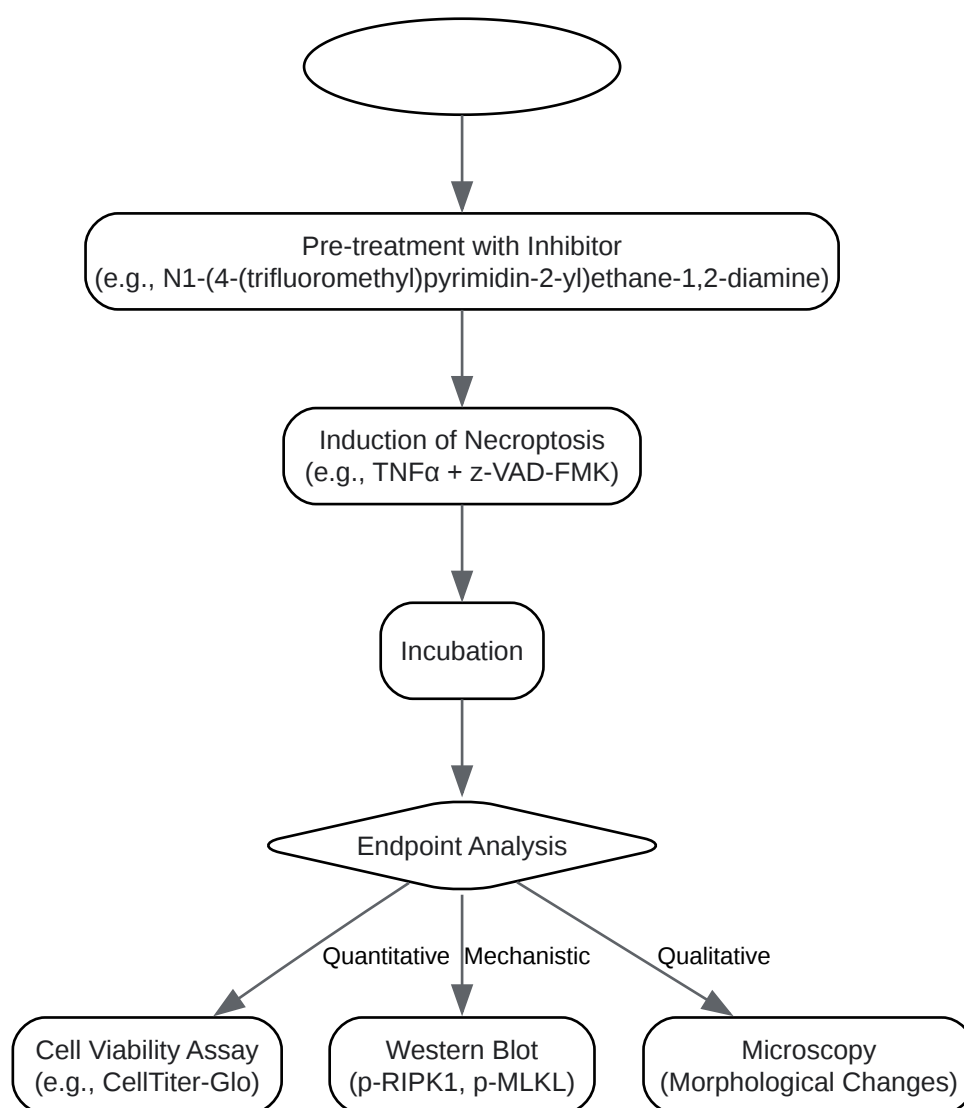 Pre-treatment with Inhibitor
(e.g., N1-(4-(trifluoromethyl)pyrimidin-2-yl)ethane-1,2-diamine)
Induction of Necroptosis
(e.g., TNFα + z-VAD-FMK)
Incubation
Endpoint Analysis
Quantitative
Mechanistic
Qualitative
Cell Viability Assay
(e.g., CellTiter-Glo)
Western Blot
(p-RIPK1, p-MLKL)
Microscopy
(Morphological Changes)